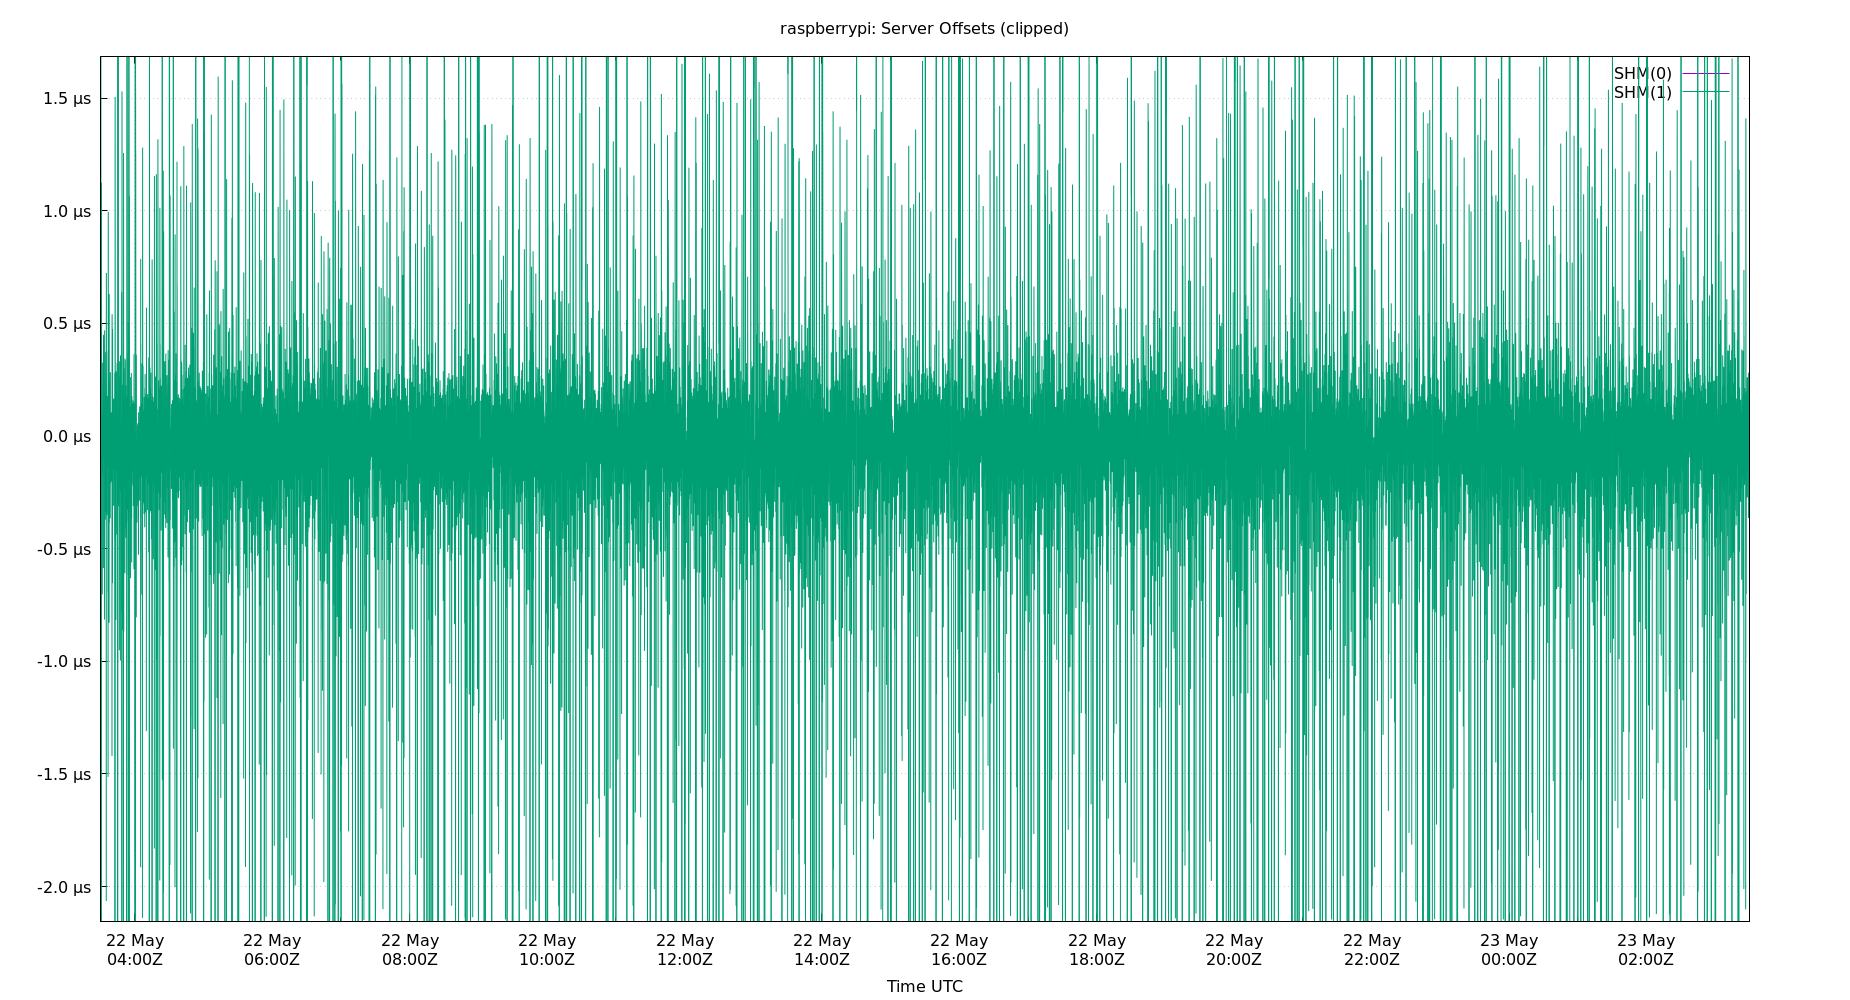 raspberrypi: Server Offsets (clipped)
SHM(0)
SHM(1)
1.5 µs
1.0 µs
0.5 µs
0.0 µs
-0.5 µs
-1.0 µs
-1.5 µs
-2.0 µs
22 May 22 May 22 May 22 May 22 May 22 May 22 May 22 May 22 May 22 May 23 May 23 May
04:00Z 06:00Z 08:00Z 10:00Z 12:00Z 14:00Z 16:00Z 18:00Z 20:00Z 22:00Z 00:00Z 02:00Z
Time UTC